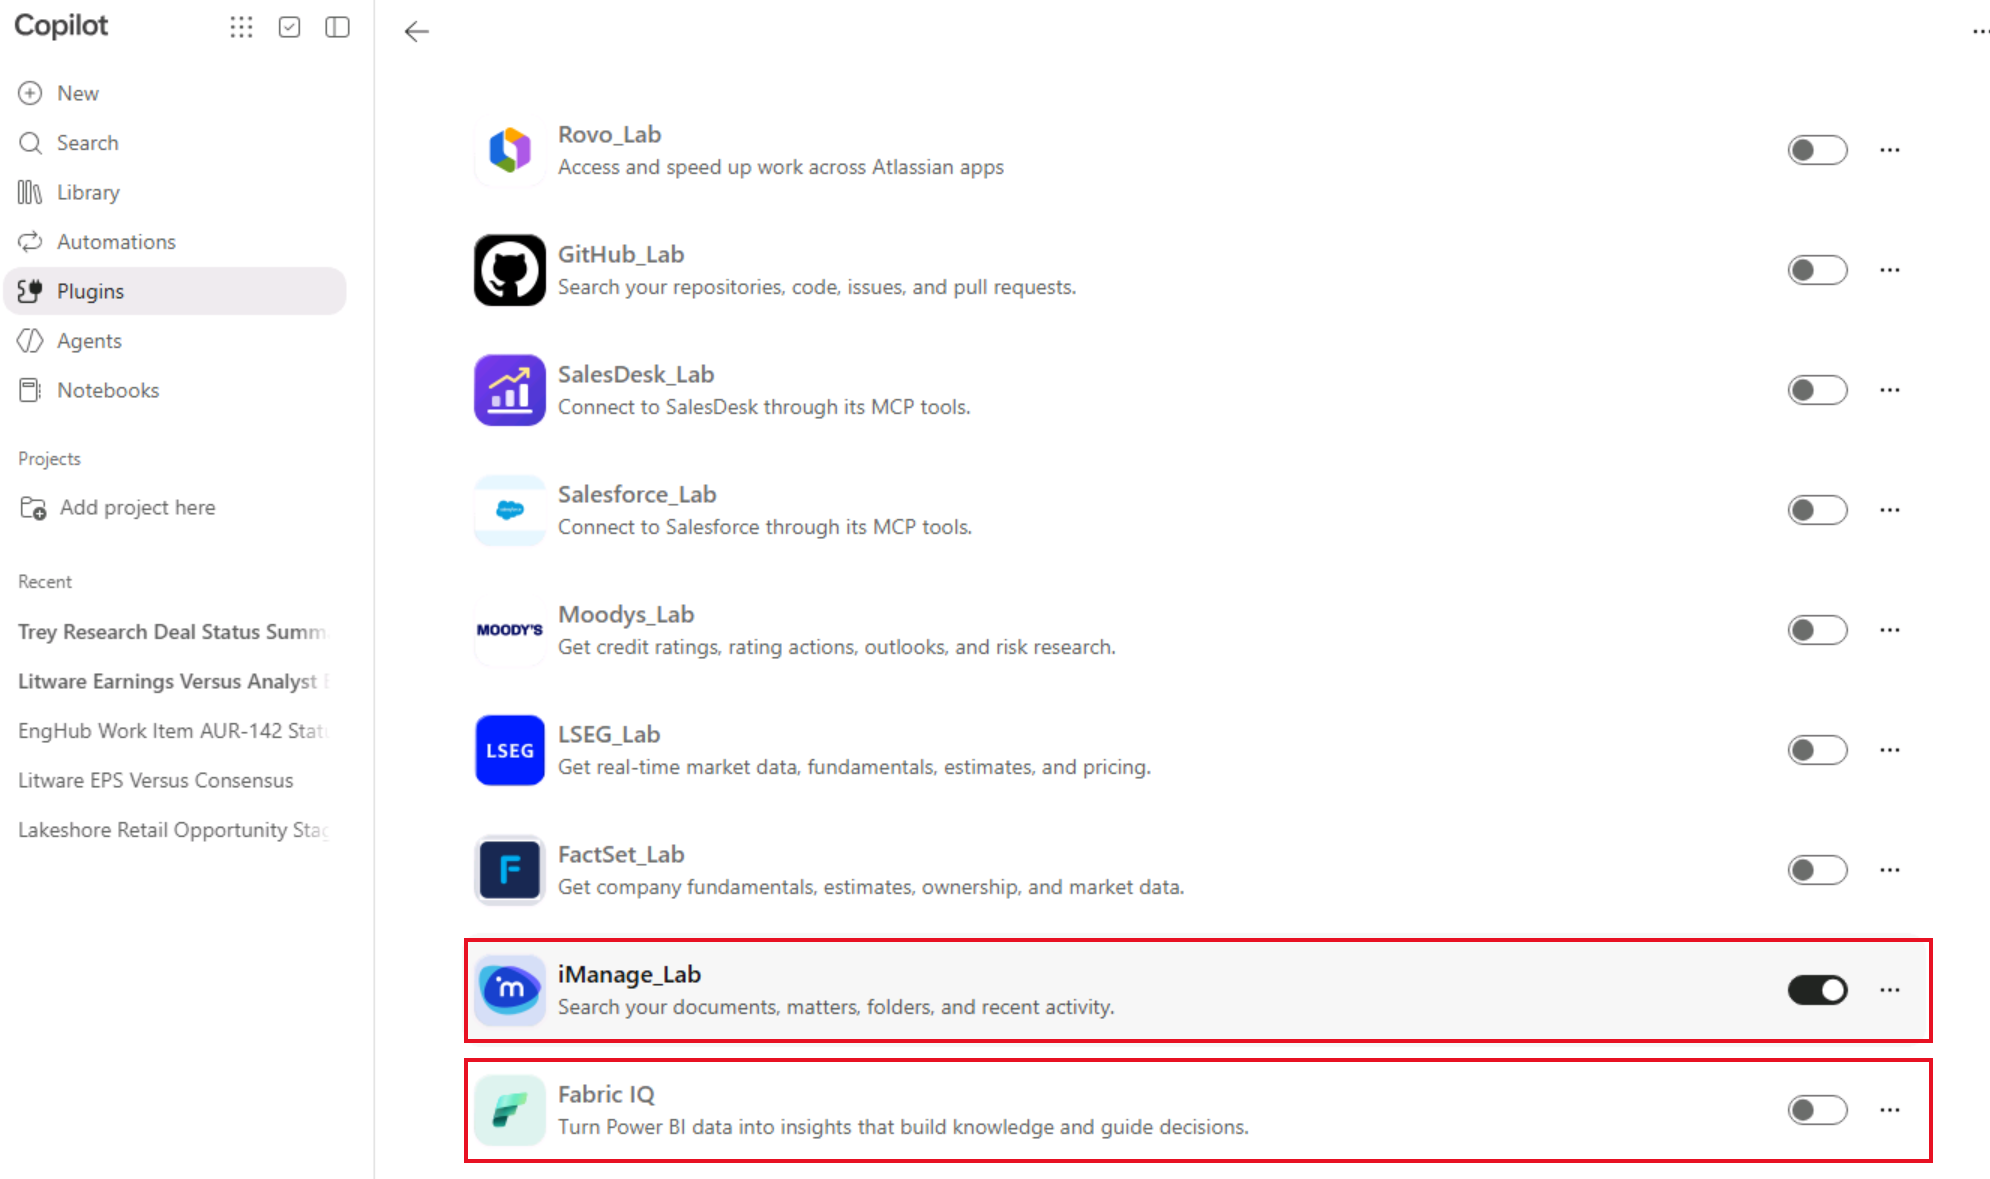 Copilot
New
Search
Library
Automations
Plugins
Agents
Notebooks
Projects
Add project here
Recent
Trey Research Deal Status Summ
Litware Earnings Versus Analyst
EngHub Work Item AUR-142 Statu
Litware EPS Versus Consensus
Lakeshore Retail Opportunity Stag
Rovo_Lab
Access and speed up work across Atlassian apps
GitHub_Lab
Search your repositories, code, issues, and pull requests.
SalesDesk_Lab
Connect to SalesDesk through its MCP tools.
salesforce
Salesforce_Lab
Connect to Salesforce through its MCP tools.
MOODY'S
Moodys_Lab
Get credit ratings, rating actions, outlooks, and risk research.
LSEG
LSEG_Lab
Get real-time market data, fundamentals, estimates, and pricing.
F
FactSet_Lab
Get company fundamentals, estimates, ownership, and market data.
m
iManage_Lab
Search your documents, matters, folders, and recent activity.
Fabric IQ
Turn Power BI data into insights that build knowledge and guide decisions.